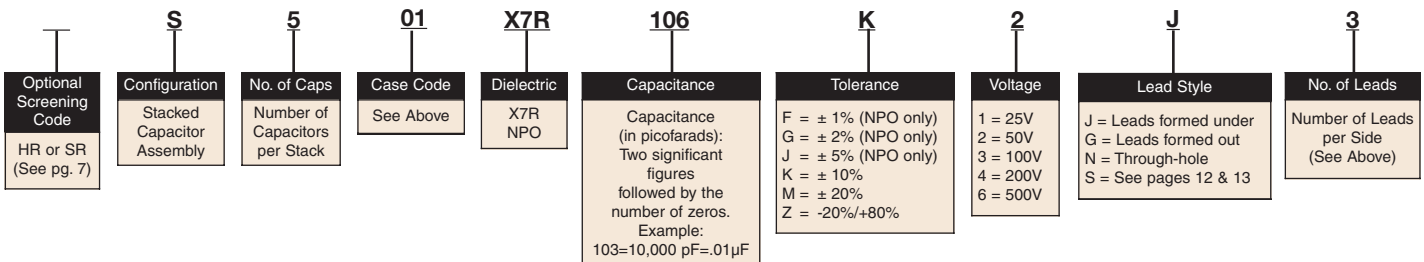 S 5 01 X7R 106 K 2 J 3
Optional
Screening
Code
HR or SR
(See pg. 7)
Configuration
Stacked
Capacitor
Assembly
No. of Caps
Number of
Capacitors
per Stack
Case Code
See Above
Dielectric
X7R
NPO
Capacitance
Capacitance
(in picofarads):
Two significant
figures
followed by the
number of zeros.
Example:
103=10,000 pF=.01µF
Tolerance
F = ± 1% (NPO only)
G = ± 2% (NPO only)
J = ± 5% (NPO only)
K = ± 10%
M = ± 20%
Z = -20%/+80%
Voltage
1 = 25V
2 = 50V
3 = 100V
4 = 200V
6 = 500V
Lead Style
J = Leads formed under
G = Leads formed out
N = Through-hole
S = See pages 12 & 13
No. of Leads
Number of Leads
per Side
(See Above)